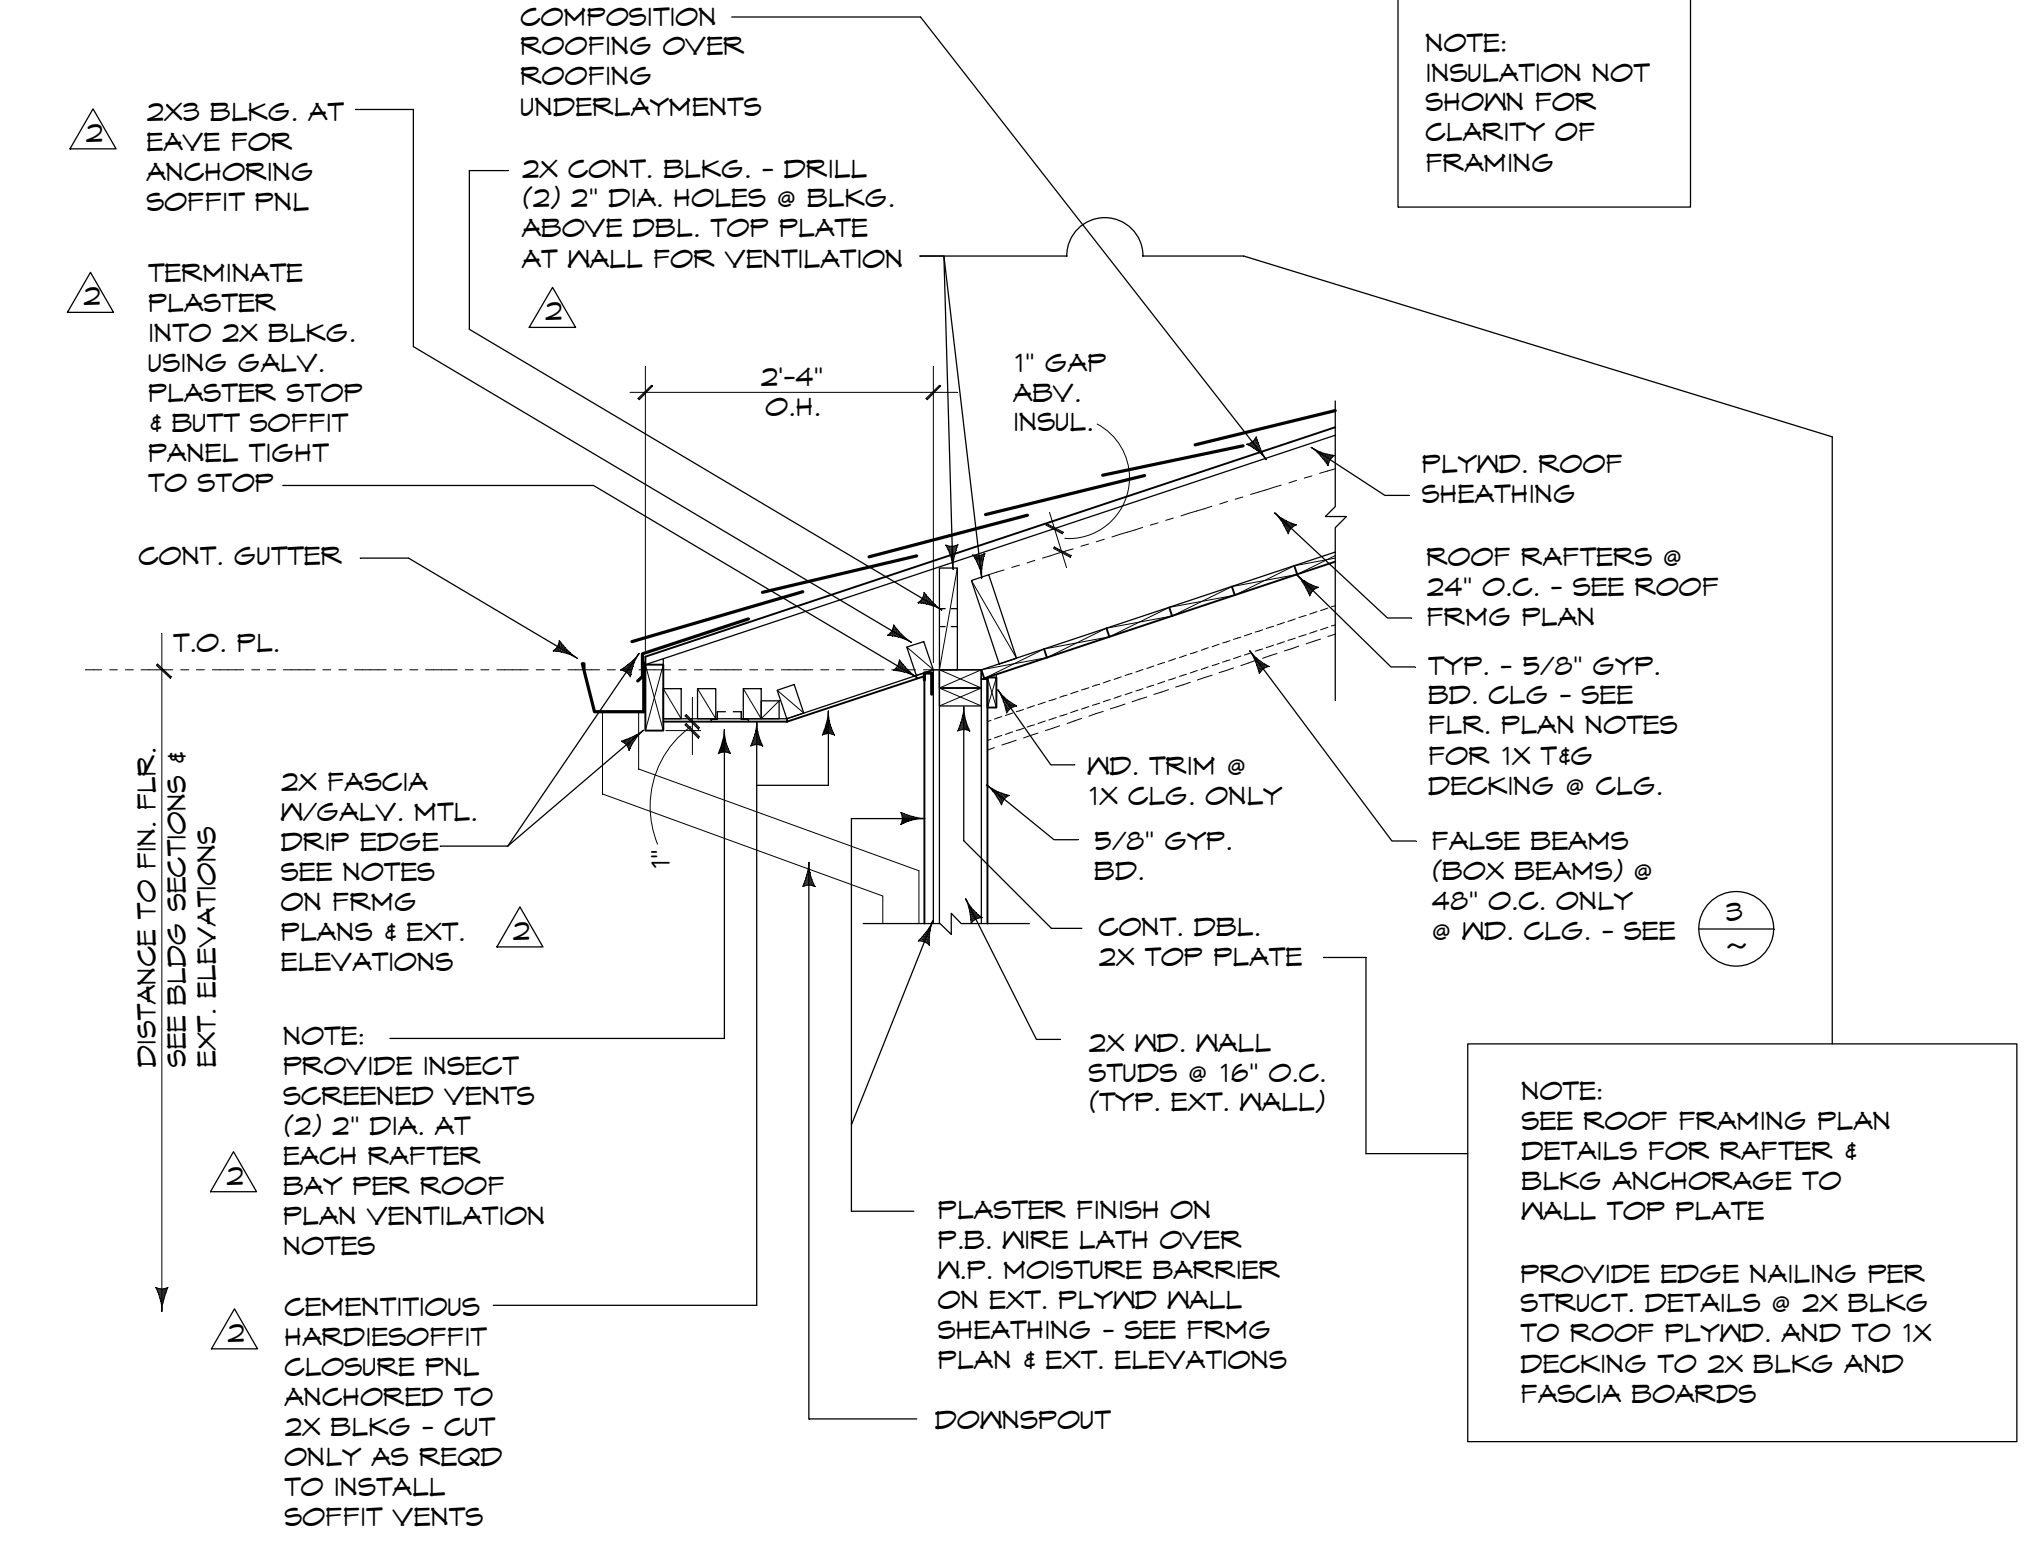 COMPOSITION
ROOFING OVER
ROOFING
UNDERLAYMENTS
NOTE:
INSULATION NOT
SHOWN FOR
CLARITY OF
FRAMING
2
2X3 BLKG. AT
EAVE FOR
ANCHORING
SOFFIT PNL
2X CONT. BLKG. - DRILL
(2) 2" DIA. HOLES @ BLKG.
ABOVE DBL. TOP PLATE
AT WALL FOR VENTILATION
2
2
TERMINATE
PLASTER
INTO 2X BLKG.
USING GALV.
PLASTER STOP
& BUTT SOFFIT
PANEL TIGHT
TO STOP
2'-4"
O.H.
1" GAP
ABV.
INSUL.
PLYWD. ROOF
SHEATHING
CONT. GUTTER
ROOF RAFTERS @
24" O.C. - SEE ROOF
FRMG PLAN
T.O. PL.
TYP. - 5/8" GYP.
BD. CLG - SEE
FLR. PLAN NOTES
FOR 1X T&G
DECKING @ CLG.
DISTANCE TO FIN. FLR.
SEE BLDG SECTIONS &
EXT. ELEVATIONS
2X FASCIA
W/GALV. MTL.
DRIP EDGE
SEE NOTES
ON FRMG
PLANS & EXT.
ELEVATIONS
2
1"
WD. TRIM @
1X CLG. ONLY
5/8" GYP.
BD.
FALSE BEAMS
(BOX BEAMS) @
48" O.C. ONLY
@ WD. CLG. - SEE
3
~
CONT. DBL.
2X TOP PLATE
NOTE:
PROVIDE INSECT
SCREENED VENTS
(2) 2" DIA. AT
EACH RAFTER
BAY PER ROOF
PLAN VENTILATION
NOTES
2
2X WD. WALL
STUDS @ 16" O.C.
(TYP. EXT. WALL)
NOTE:
SEE ROOF FRAMING PLAN
DETAILS FOR RAFTER &
BLKG ANCHORAGE TO
WALL TOP PLATE
PROVIDE EDGE NAILING PER
STRUCT. DETAILS @ 2X BLKG
TO ROOF PLYWD. AND TO 1X
DECKING TO 2X BLKG AND
FASCIA BOARDS
PLASTER FINISH ON
P.B. WIRE LATH OVER
W.P. MOISTURE BARRIER
ON EXT. PLYWD WALL
SHEATHING - SEE FRMG
PLAN & EXT. ELEVATIONS
2
CEMENTITIOUS
HARDIESOFFIT
CLOSURE PNL
ANCHORED TO
2X BLKG - CUT
ONLY AS REQD
TO INSTALL
SOFFIT VENTS
DOWNSPOUT